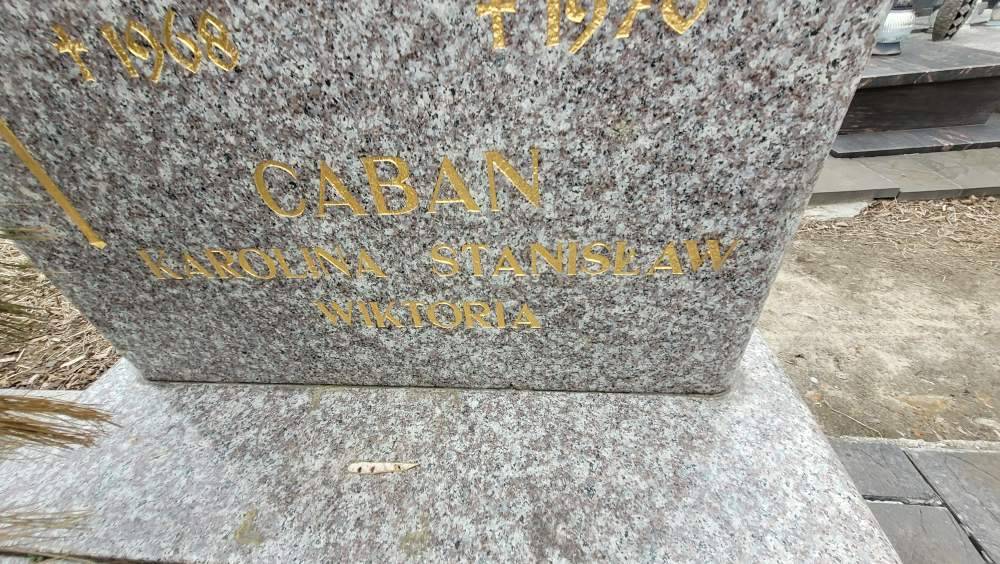 † 1968 † 1970
CABAN
KAROLINA STANISŁAW
WIKTORIA